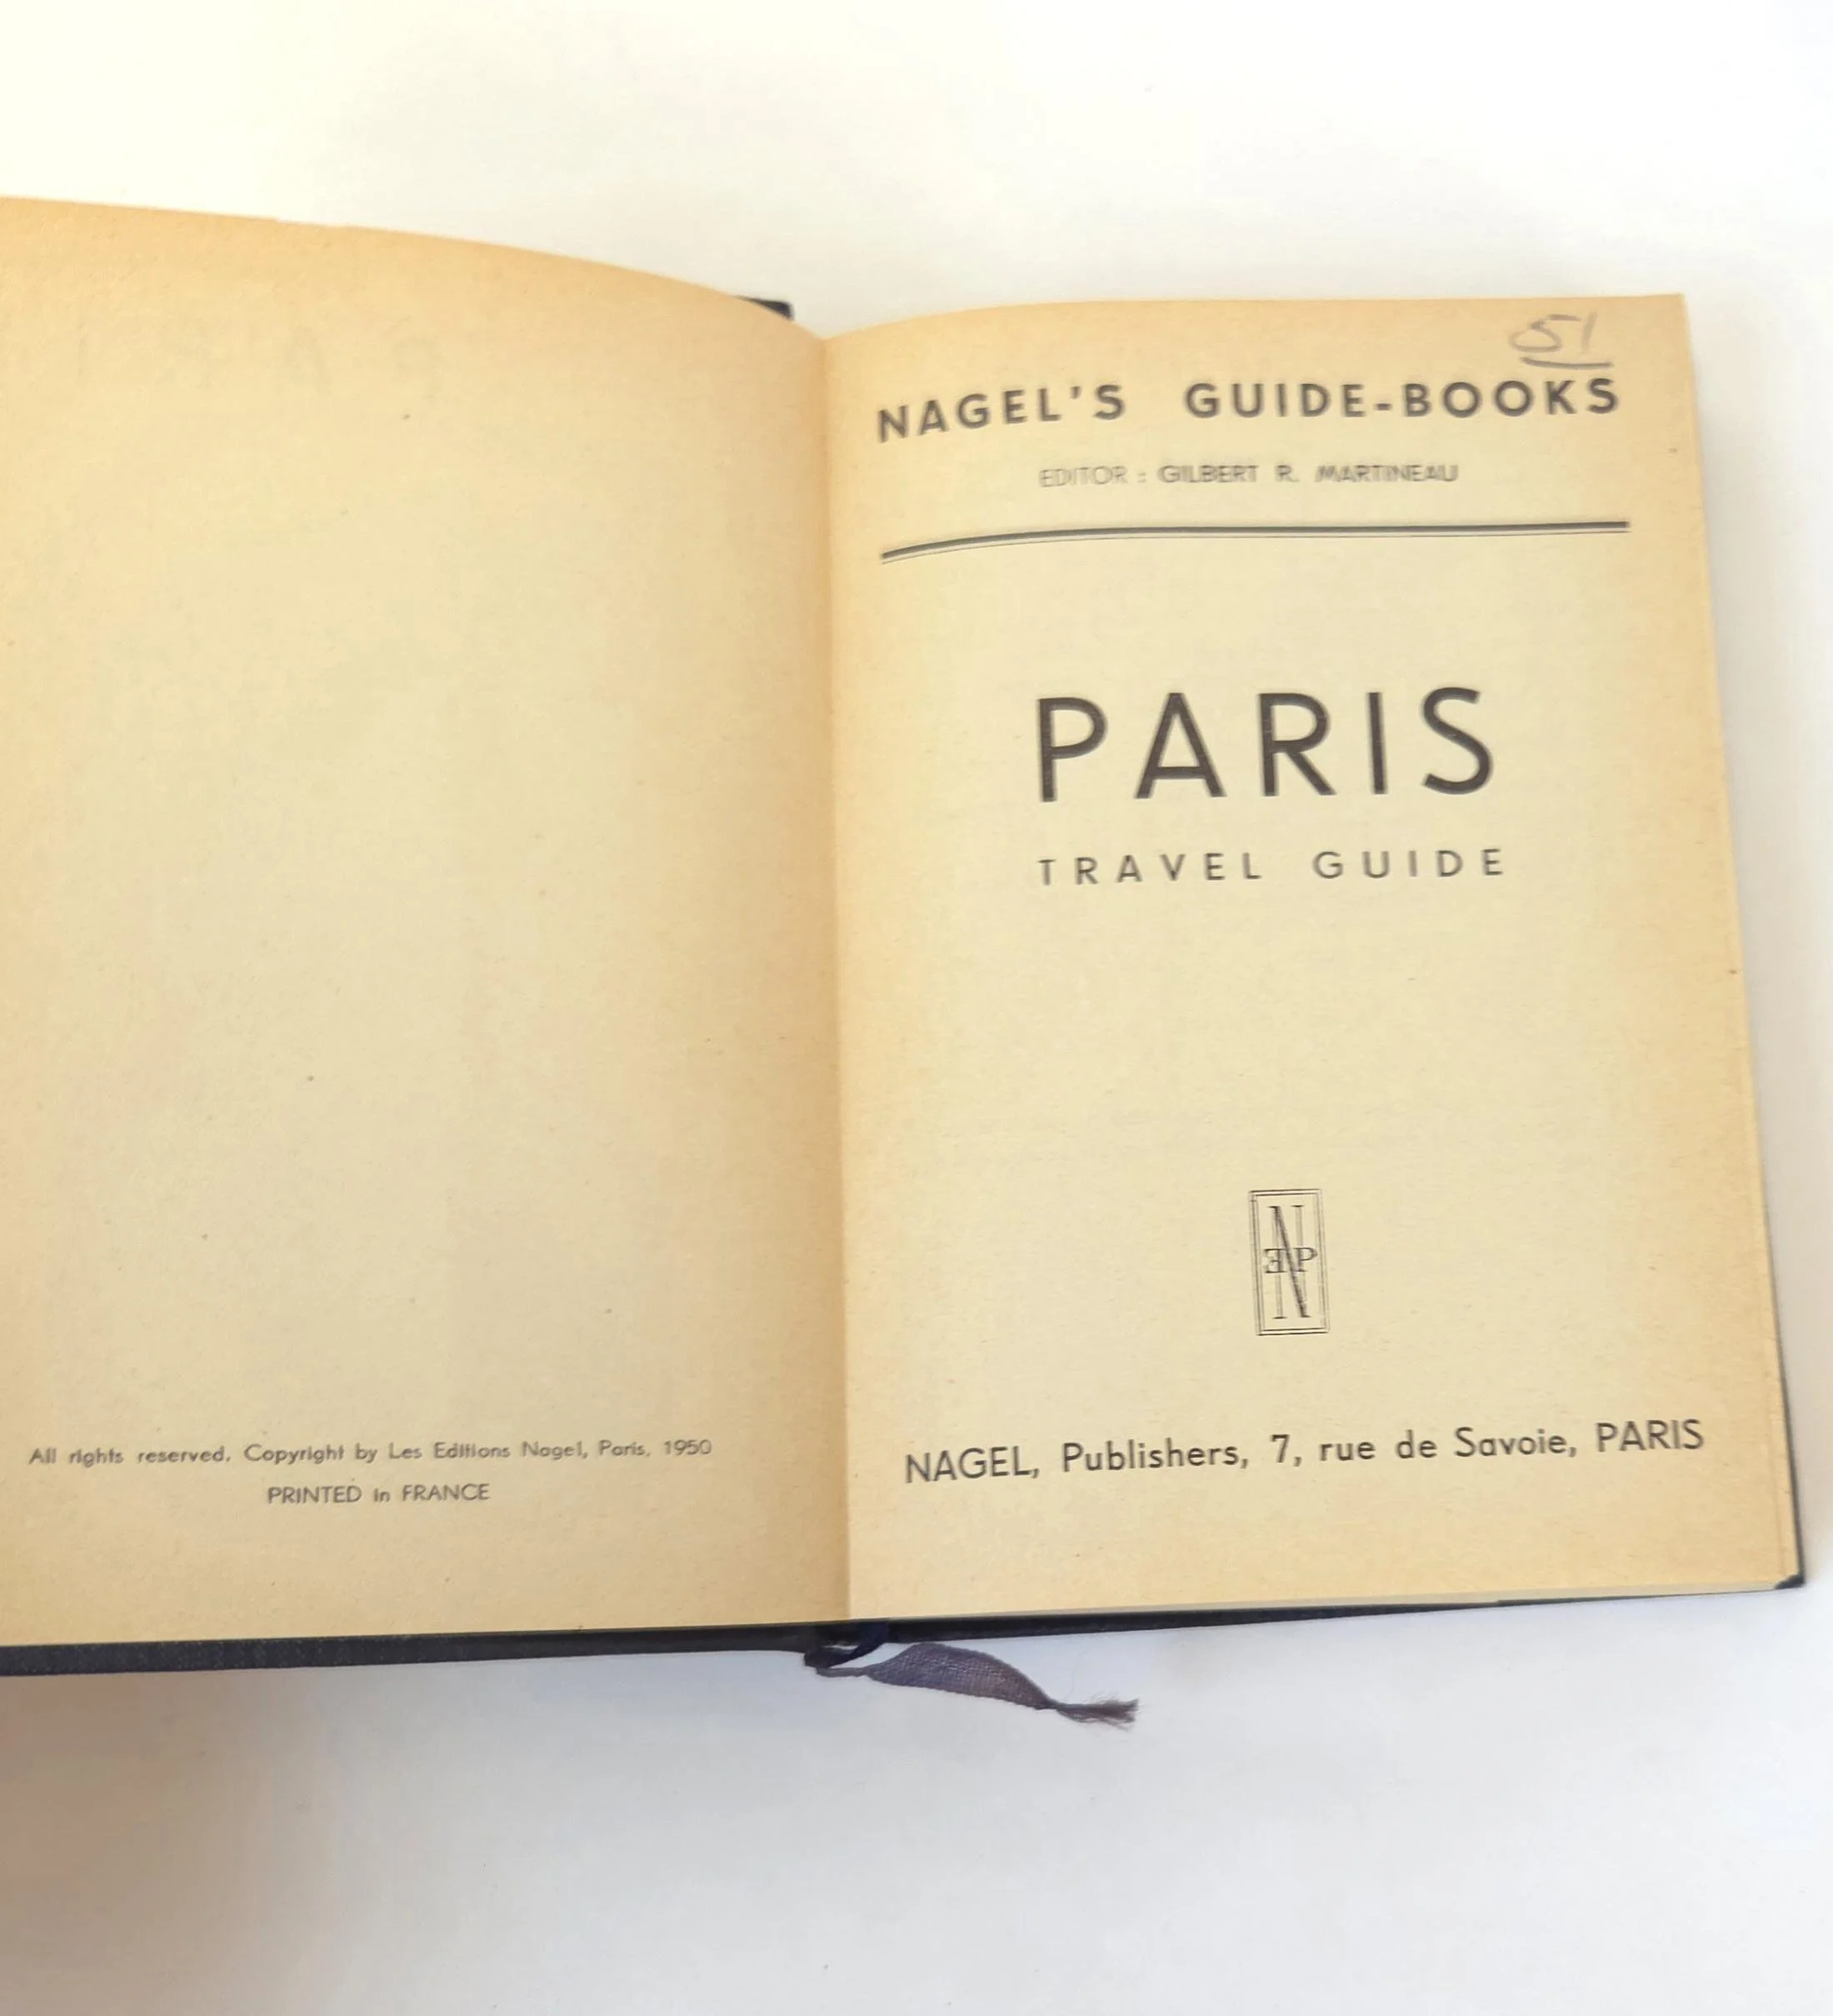 All rights reserved. Copyright by Les Editions Nagel, Paris, 1950
PRINTED in FRANCE
51
NAGEL'S GUIDE-BOOKS
EDITOR : GILBERT R. MARTINEAU
PARIS
TRAVEL GUIDE
N
E P
NAGEL, Publishers, 7, rue de Savoie, PARIS